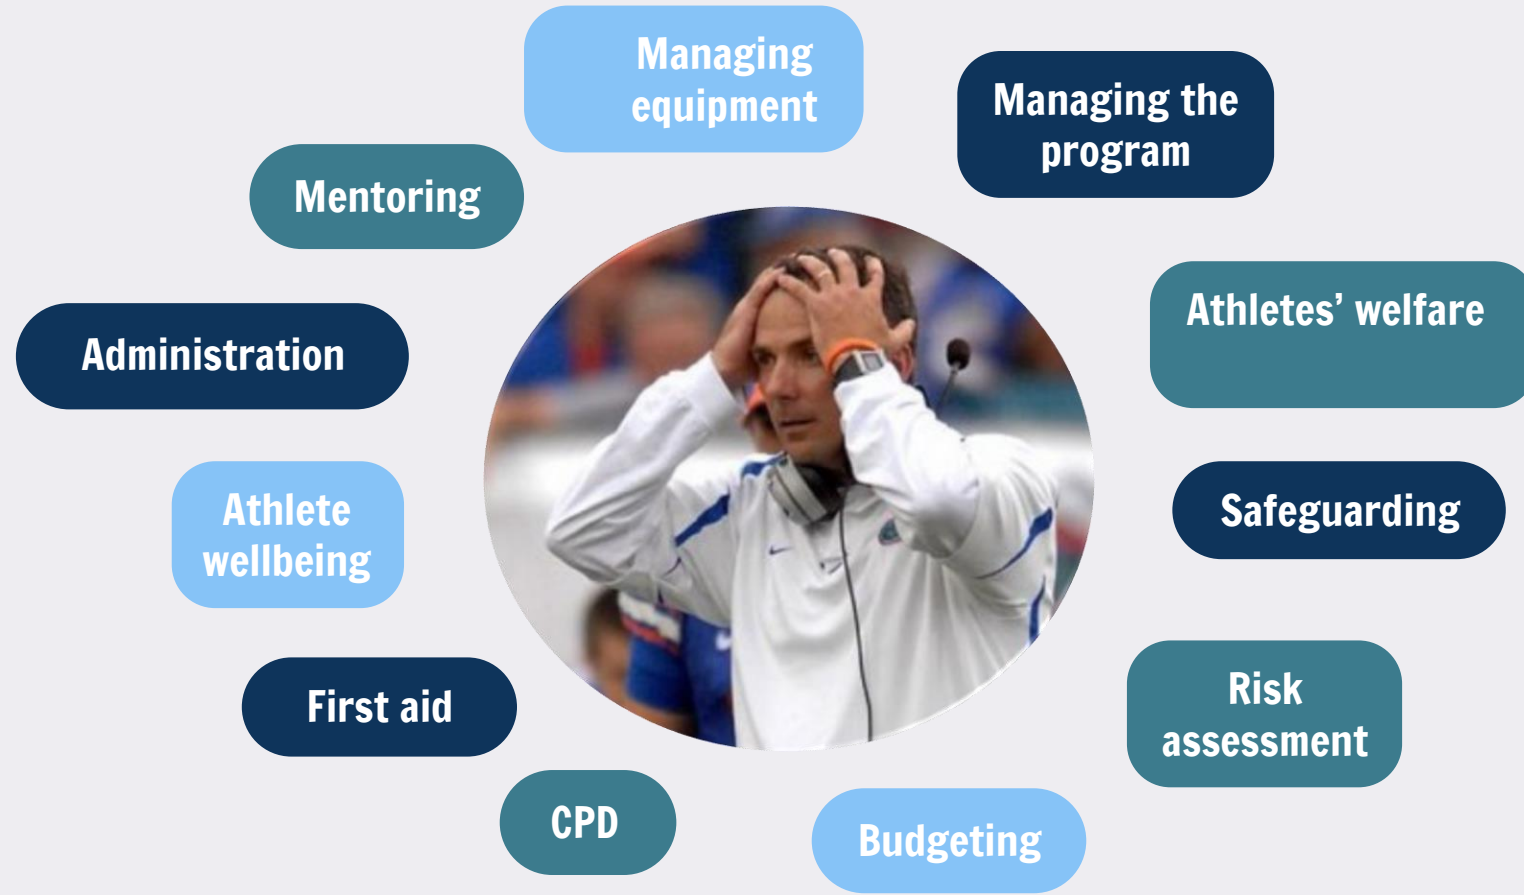 Managing
equipment
Managing the
program
Mentoring
Athletes’ welfare
Administration
Athlete
wellbeing
Safeguarding
First aid
Risk
assessment
CPD
Budgeting